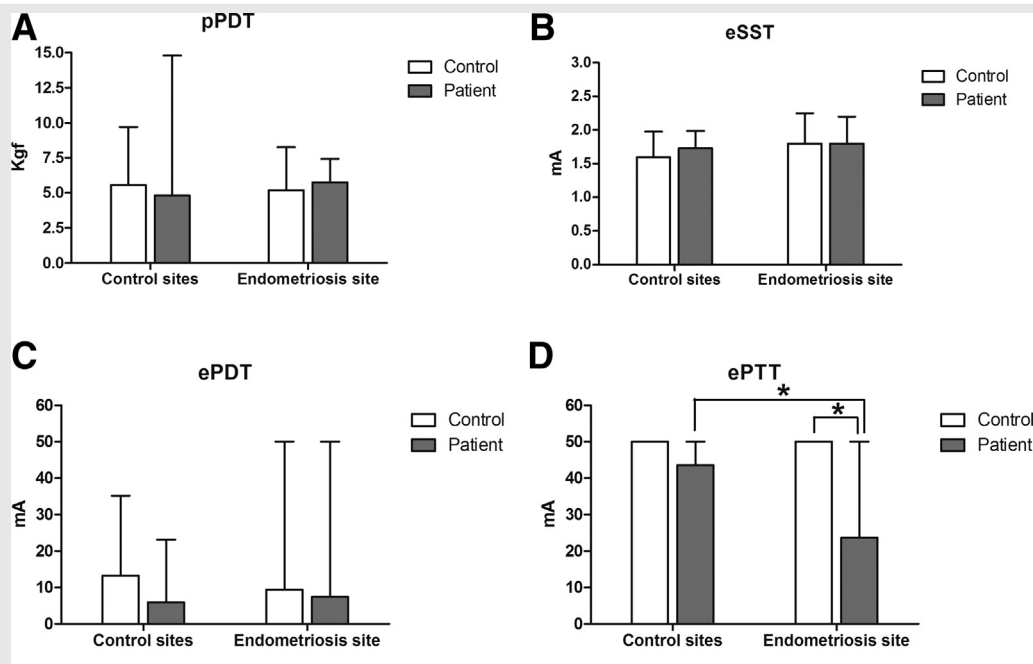 A
pPDT
15.0
12.5
10.0
7.5
5.0
2.5
0.0
Kgf
Control sites
Endometriosis site
Control
Patient
B
eSST
3.0
2.5
2.0
1.5
1.0
0.5
0.0
mA
Control sites
Endometriosis site
Control
Patient
C
ePDT
60
50
40
30
20
10
0
mA
Control sites
Endometriosis site
Control
Patient
D
ePTT
60
50
40
30
20
10
0
mA
*
*
Control sites
Endometriosis site
Control
Patient